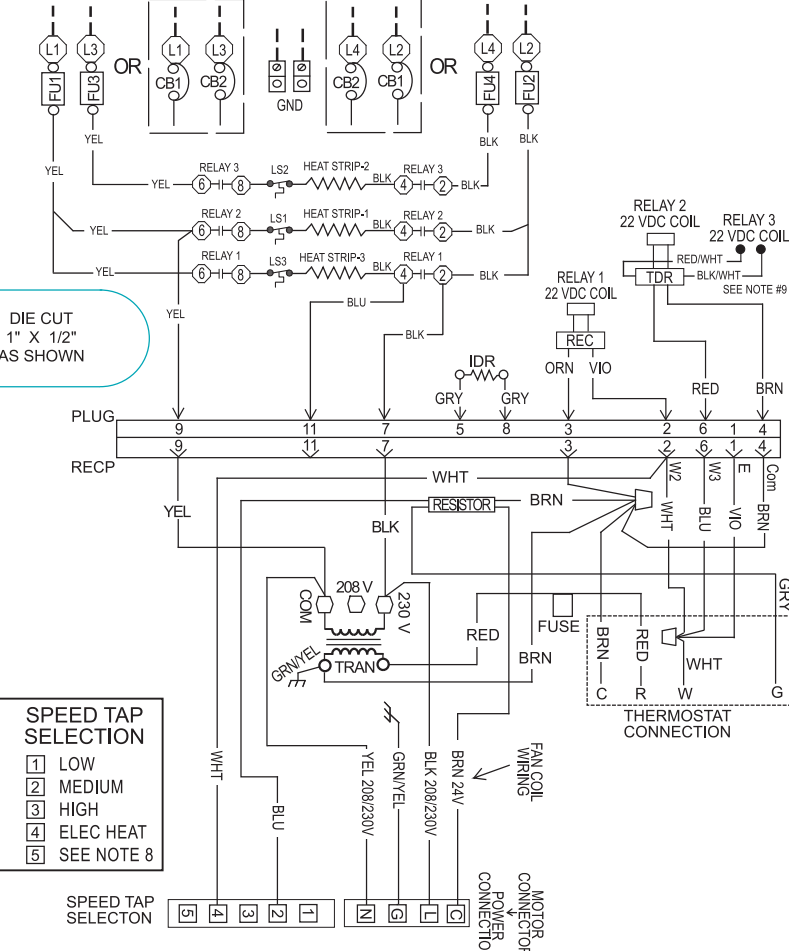 L1
L3
OR
L1
L3
L4
L2
OR
L4
L2
FU1
FU3
CB1
CB2
GND
CB2
CB1
FU4
FU2
YEL
YEL
BLK
BLK
RELAY 3
LS2
HEAT STRIP-2
RELAY 3
YEL
6
8
BLK
4
2
BLK
RELAY 2
LS1
HEAT STRIP-1
RELAY 2
YEL
6
8
BLK
4
2
BLK
RELAY 1
LS3
HEAT STRIP-3
RELAY 1
YEL
6
8
BLK
4
2
BLK
RELAY 2
22 VDC COIL
RELAY 3
22 VDC COIL
RED/WHT
TDR
BLK/WHT
SEE NOTE #9
RELAY 1
22 VDC COIL
REC
ORN
VIO
DIE CUT
1" X 1/2"
AS SHOWN
YEL
BLU
BLK
IDR
GRY
GRY
RED
BRN
PLUG
9
11
7
5
8
3
2
6
1
4
9
11
7
3
2
6
1
4
RECP
W2
W3
E
Com
WHT
BRN
RESISTOR
YEL
BLK
WHT
BLU
VIO
BRN
GRY
COM
208 V
230 V
RED
FUSE
BRN
GRN/YEL
TRAN
BRN
RED
WHT
C
R
W
G
THERMOSTAT
CONNECTION
SPEED TAP
SELECTION
1 LOW
2 MEDIUM
3 HIGH
4 ELEC HEAT
5 SEE NOTE 8
WHT
BLU
YEL 208/230V
GRN/YEL
BLK 208/230V
BRN 24V
FAN COIL
WIRING
SPEED TAP
SELECTON
5
4
3
2
1
N
G
L
C
MOTOR
CONNECTOR
POWER
CONNECTIO